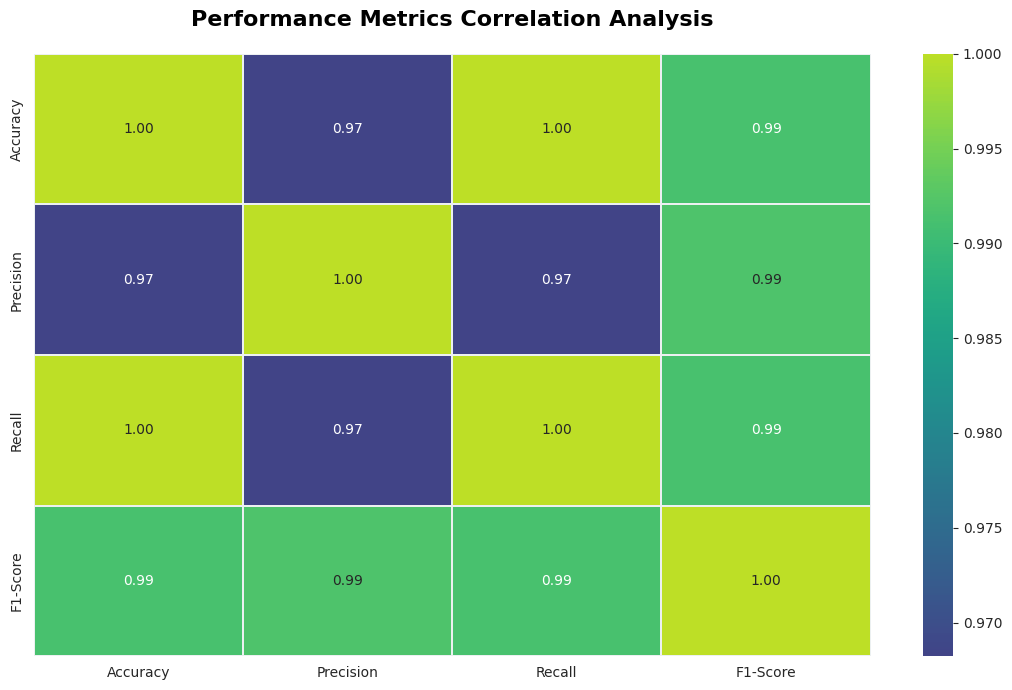 Performance Metrics Correlation Analysis
Accuracy 1.00 0.97 1.00 0.99
Precision 0.97 1.00 0.97 0.99
Recall 1.00 0.97 1.00 0.99
F1-Score 0.99 0.99 0.99 1.00
Accuracy Precision Recall F1-Score
1.000
0.995
0.990
0.985
0.980
0.975
0.970